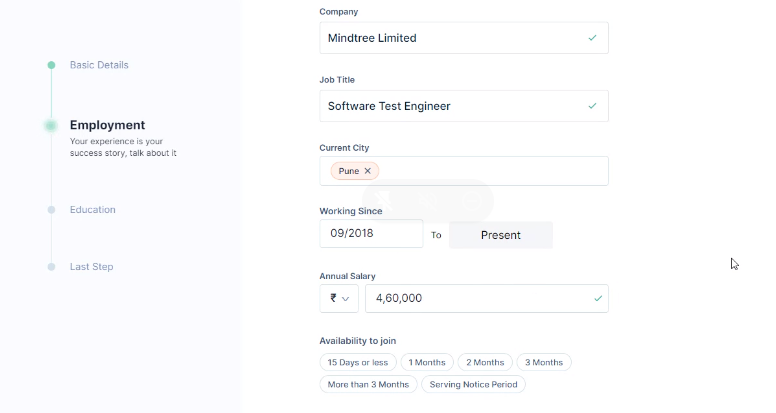 Company
Mindtree Limited
Basic Details
Job Title
Software Test Engineer
Employment
Your experience is your
success story, talk about it
Current City
Pune
Education
Working Since
09/2018 To Present
Last Step
Annual Salary
₹ 4,60,000
Availability to join
15 Days or less 1 Months 2 Months 3 Months
More than 3 Months Serving Notice Period